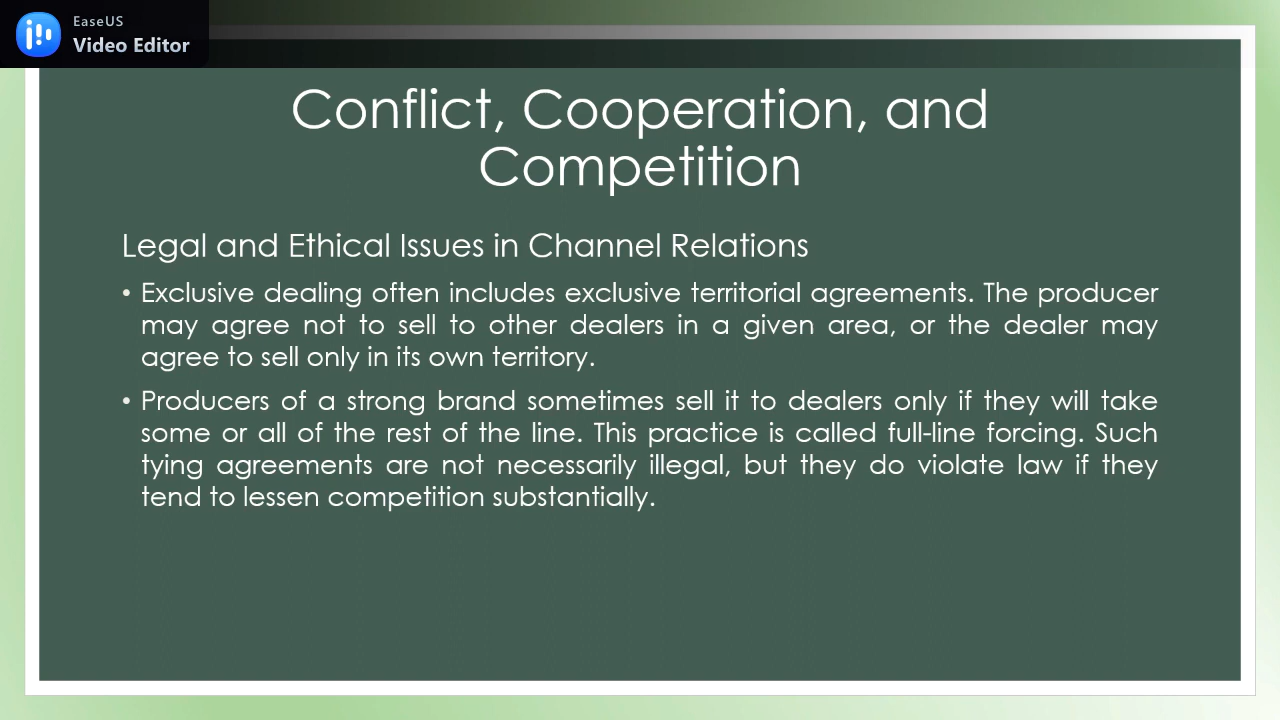 EaseUS
Video Editor
Conflict, Cooperation, and
Competition
Legal and Ethical Issues in Channel Relations
• Exclusive dealing often includes exclusive territorial agreements. The producer
may agree not to sell to other dealers in a given area, or the dealer may
agree to sell only in its own territory.
• Producers of a strong brand sometimes sell it to dealers only if they will take
some or all of the rest of the line. This practice is called full-line forcing. Such
tying agreements are not necessarily illegal, but they do violate law if they
tend to lessen competition substantially.